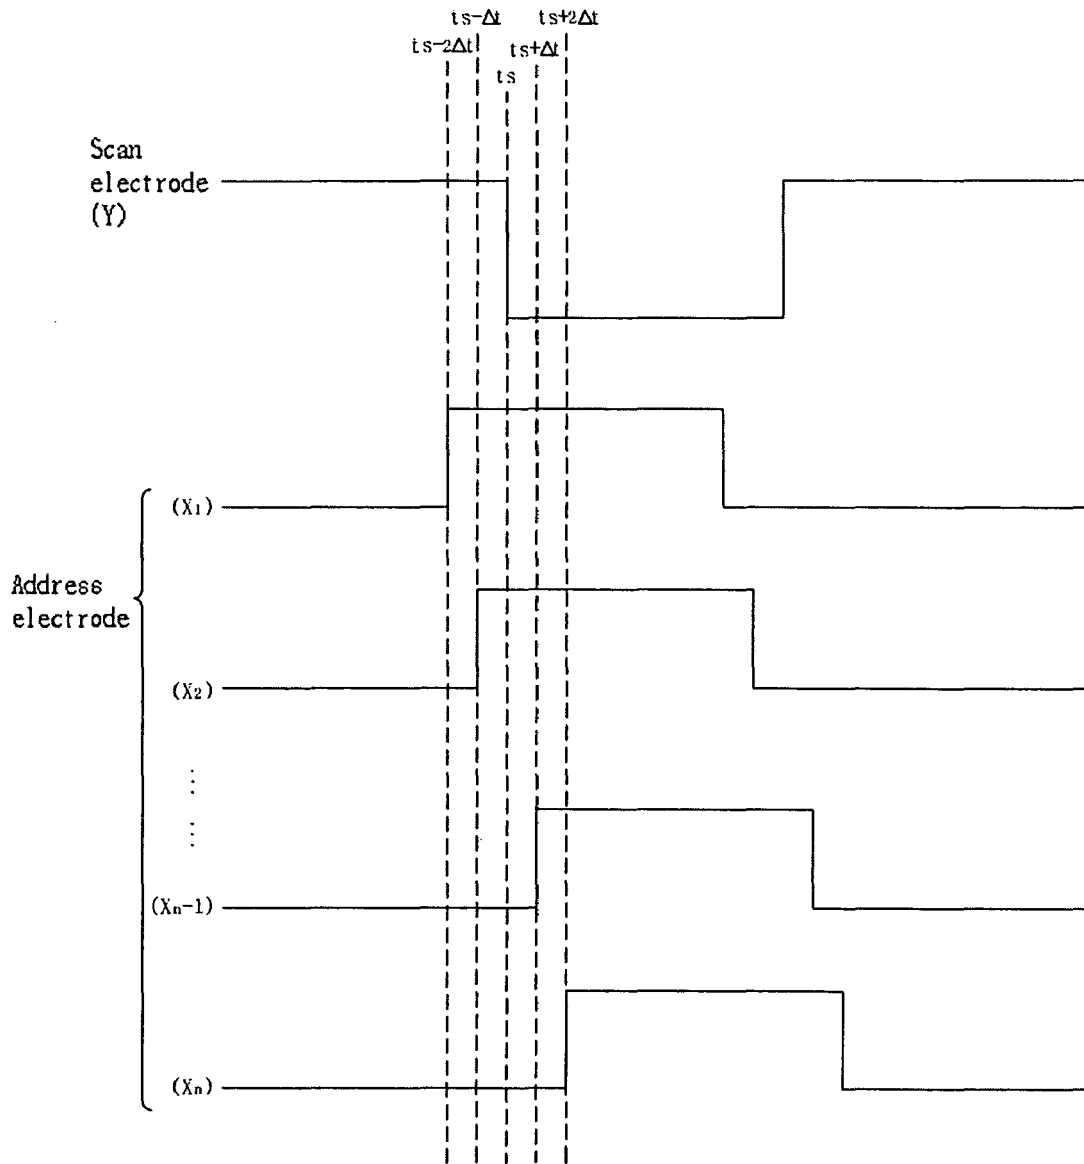 ts-Δt
ts+2Δt
ts-2Δt
ts+Δt
ts
Scan
electrode
(Y)
(X1)
Address
electrode
(X2)
(Xn-1)
(Xn)